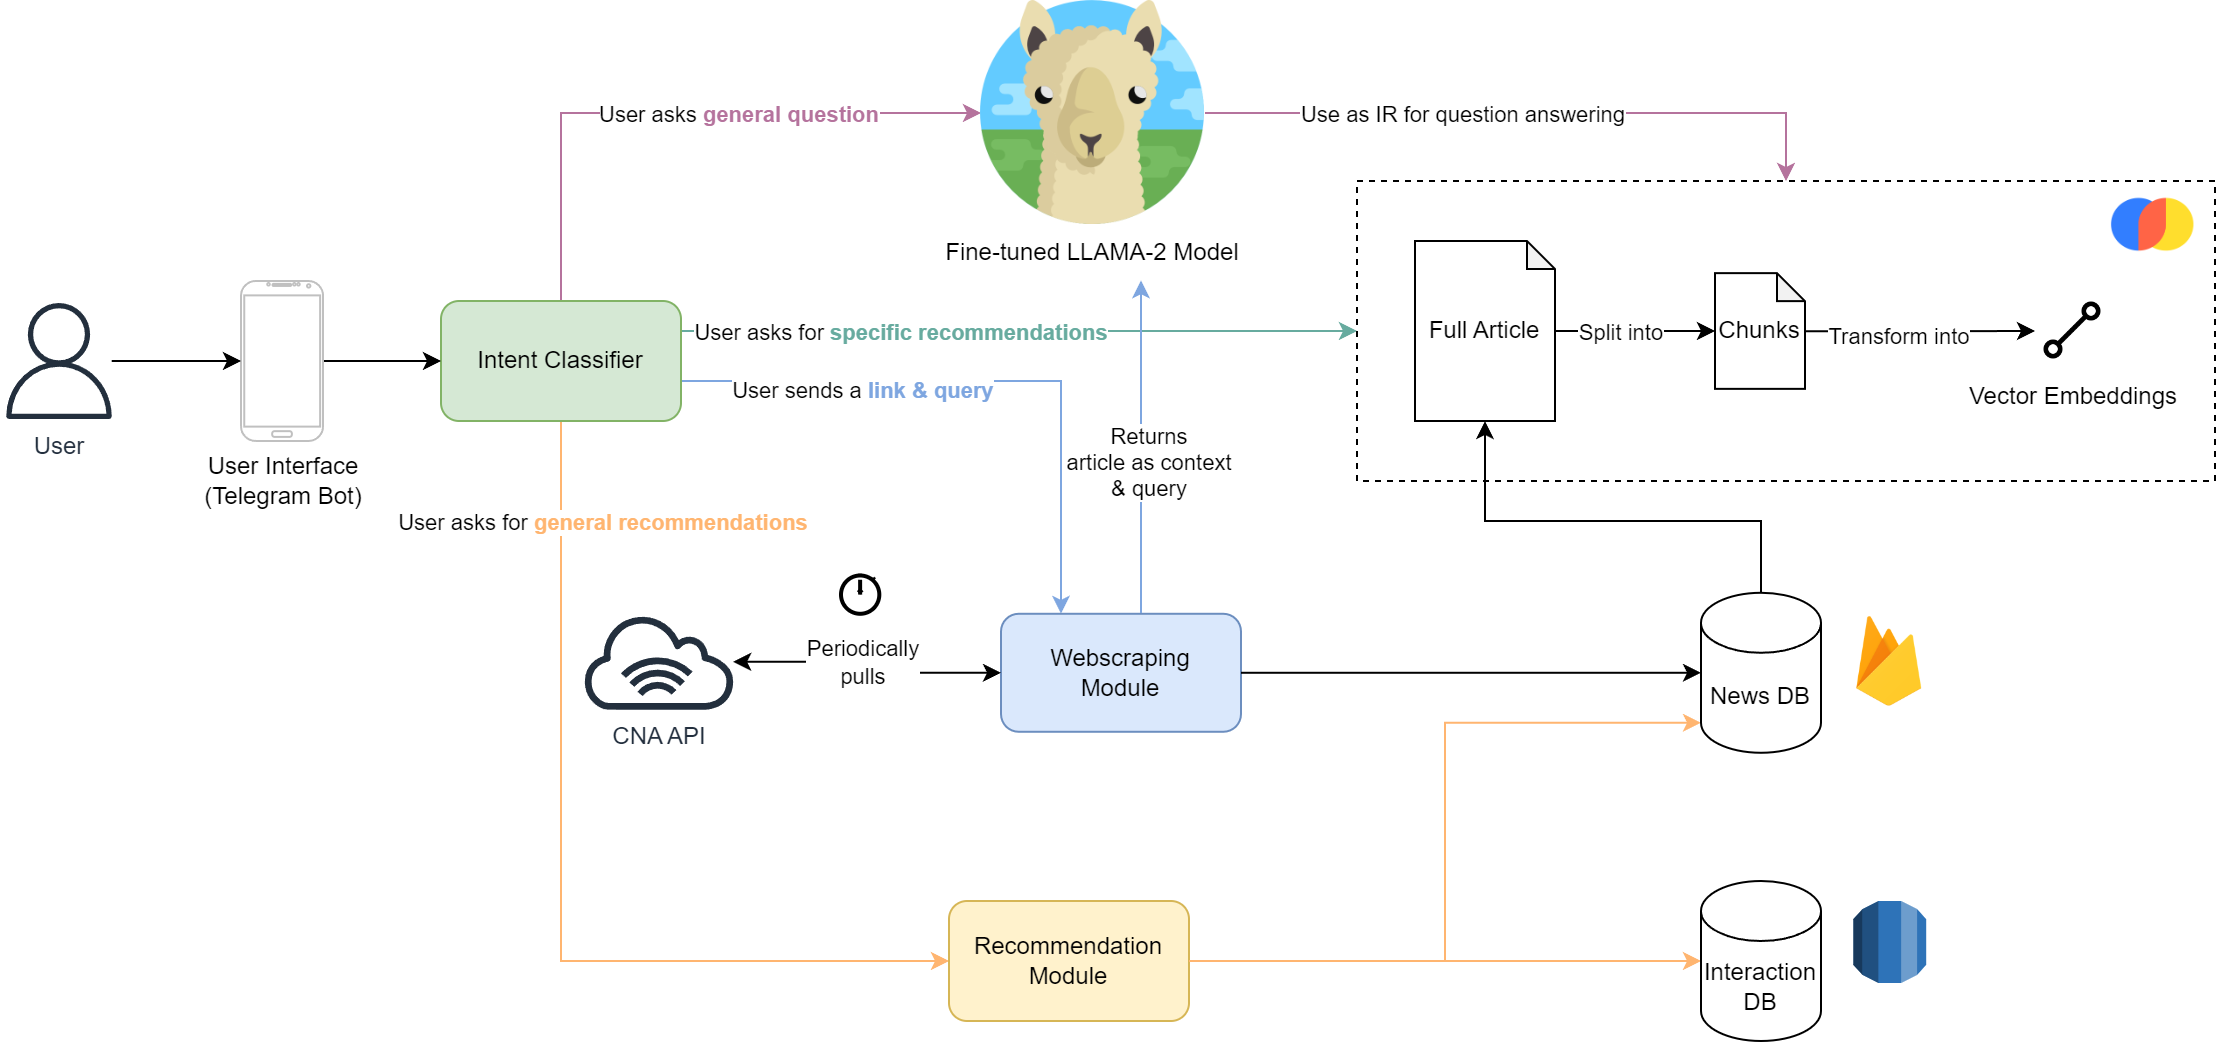 User asks general question
Use as IR for question answering
Fine-tuned LLAMA-2 Model
User asks for specific recommendations
Intent Classifier
Full Article
Split into
Chunks
Transform into
User sends a link & query
Vector Embeddings
User
User Interface
(Telegram Bot)
Returns
article as context
& query
User asks for general recommendations
Periodically
pulls
Webscraping
Module
News DB
CNA API
Recommendation
Module
Interaction
DB